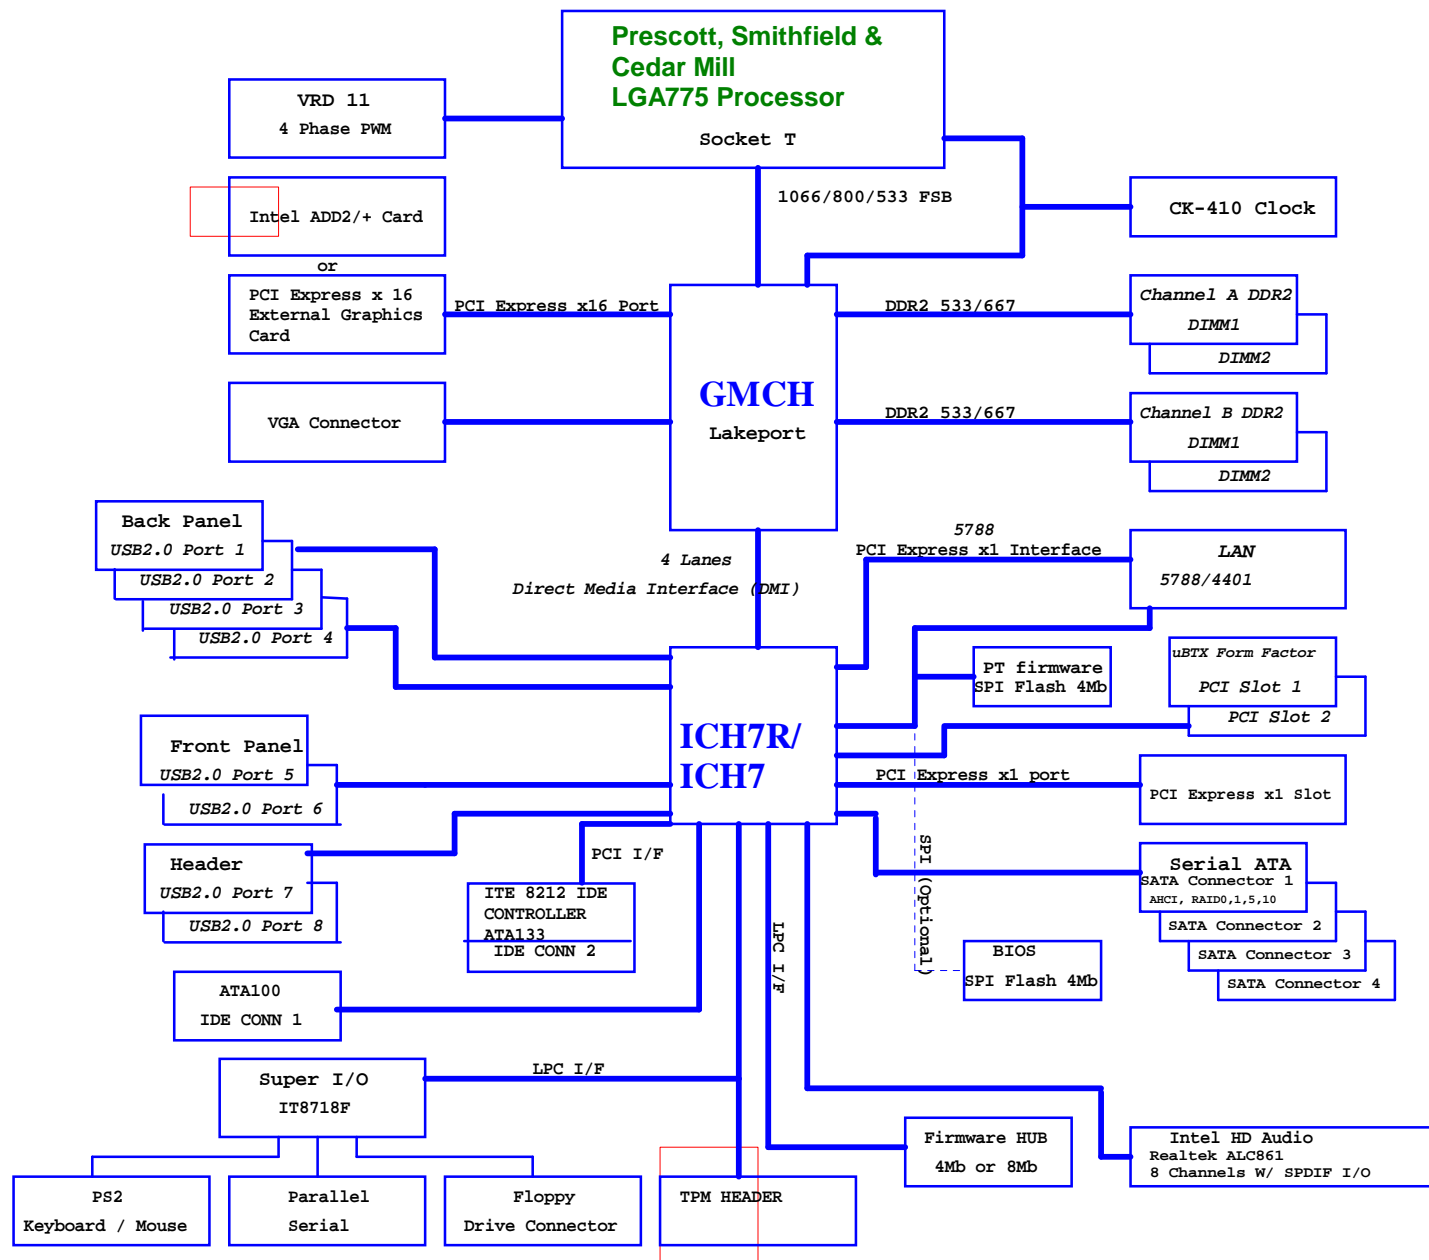 Prescott, Smithfield &
Cedar Mill
LGA775 Processor
Socket T
VRD 11
4 Phase PWM
1066/800/533 FSB
Intel ADD2/+ Card
CK-410 Clock
or
PCI Express x 16
External Graphics
Card
PCI Express x16 Port
DDR2 533/667
Channel A DDR2
DIMM1
DIMM2
GMCH
Lakeport
VGA Connector
DDR2 533/667
Channel B DDR2
DIMM1
DIMM2
Back Panel
USB2.0 Port 1
USB2.0 Port 2
USB2.0 Port 3
USB2.0 Port 4
4 Lanes
Direct Media Interface (DMI)
5788
PCI Express x1 Interface
LAN
5788/4401
PT firmware
SPI Flash 4Mb
uBTX Form Factor
PCI Slot 1
PCI Slot 2
ICH7R/
ICH7
Front Panel
USB2.0 Port 5
USB2.0 Port 6
PCI Express x1 port
PCI Express x1 Slot
Header
USB2.0 Port 7
USB2.0 Port 8
PCI I/F
ITE 8212 IDE
CONTROLLER
ATA133
IDE CONN 2
LPC I/F
SPI (Optional)
Serial ATA
SATA Connector 1
AHCI, RAID0,1,5,10
SATA Connector 2
SATA Connector 3
SATA Connector 4
BIOS
SPI Flash 4Mb
ATA100
IDE CONN 1
Super I/O
IT8718F
LPC I/F
Firmware HUB
4Mb or 8Mb
Intel HD Audio
Realtek ALC861
8 Channels W/ SPDIF I/O
PS2
Keyboard / Mouse
Parallel
Serial
Floppy
Drive Connector
TPM HEADER